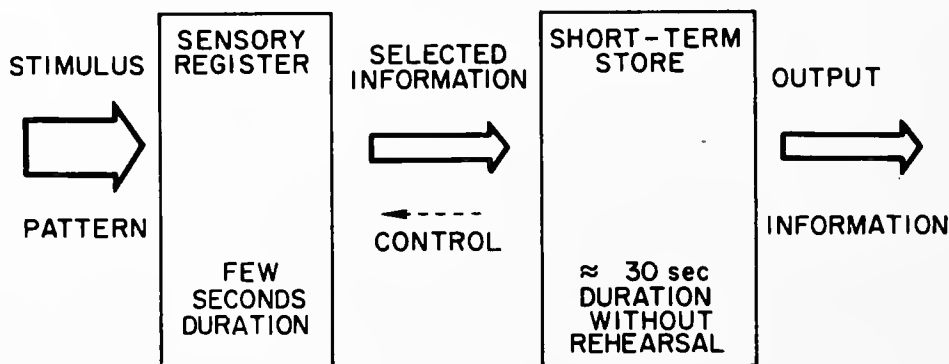 STIMULUS
PATTERN
SENSORY
REGISTER
FEW
SECONDS
DURATION
SELECTED
INFORMATION
CONTROL
SHORT-TERM
STORE
≈ 30 sec
DURATION
WITHOUT
REHEARSAL
OUTPUT
INFORMATION